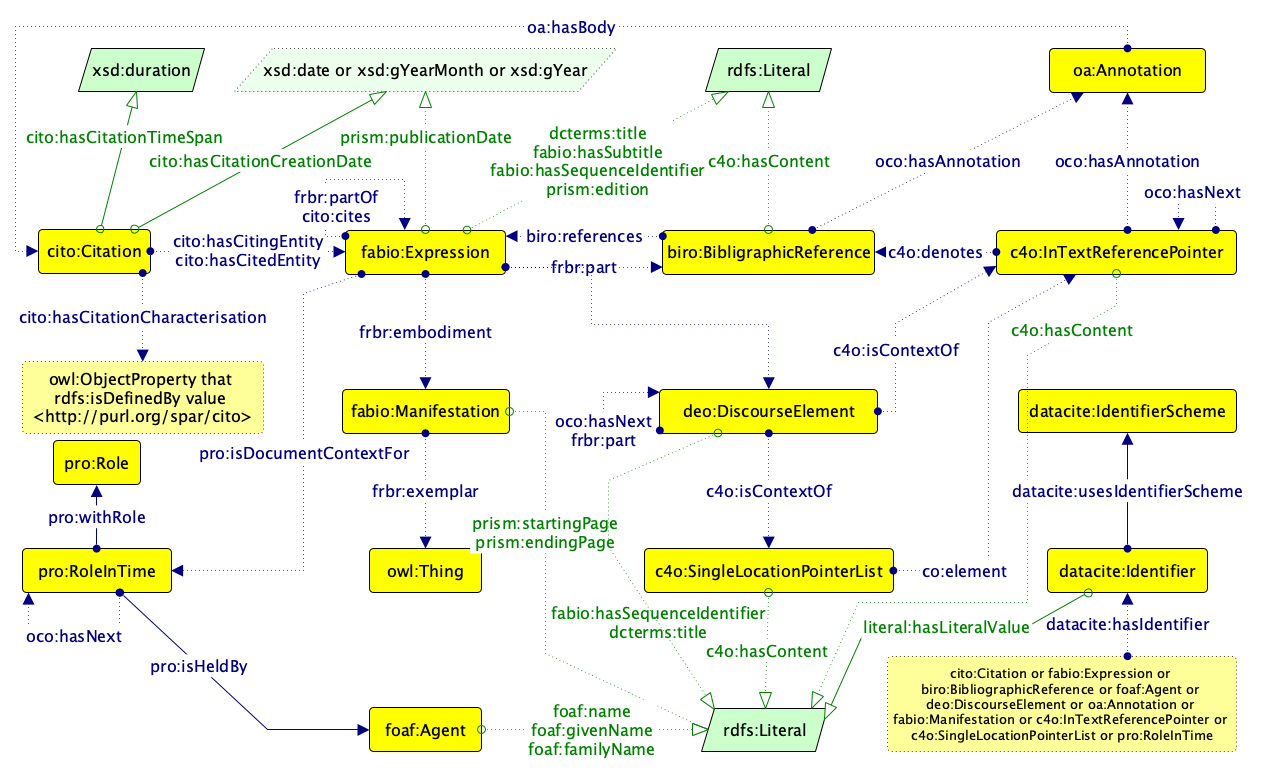 oa:hasBody
xsd:duration
xsd:date or xsd:gYearMonth or xsd:gYear
rdfs:Literal
oa:Annotation
cito:hasCitationTimeSpan
cito:hasCitationCreationDate
prism:publicationDate
dcterms:title
fabio:hasSubtitle
fabio:hasSequenceIdentifier
prism:edition
c4o:hasContent
oco:hasAnnotation
oco:hasAnnotation
oco:hasNext
frbr:partOf
cito:cites
cito:Citation
cito:hasCitingEntity
cito:hasCitedEntity
fabio:Expression
biro:references
frbr:part
biro:BibligraphicReference
c4o:denotes
c4o:InTextReferencePointer
cito:hasCitationCharacterisation
frbr:embodiment
c4o:isContextOf
c4o:hasContent
owl:ObjectProperty that
rdfs:isDefinedBy value
<http://purl.org/spar/cito>
fabio:Manifestation
oco:hasNext
frbr:part
deo:DiscourseElement
datacite:IdentifierScheme
pro:Role
pro:isDocumentContextFor
pro:withRole
frbr:exemplar
c4o:isContextOf
datacite:usesIdentifierScheme
prism:startingPage
prism:endingPage
pro:RoleInTime
owl:Thing
c4o:SingleLocationPointerList
co:element
datacite:Identifier
oco:hasNext
fabio:hasSequenceIdentifier
dcterms:title
c4o:hasContent
literal:hasLiteralValue
datacite:hasIdentifier
pro:isHeldBy
cito:Citation or fabio:Expression or
biro:BibliographicReference or foaf:Agent or
deo:DiscourseElement or oa:Annotation or
fabio:Manifestation or c4o:InTextReferencePointer or
c4o:SingleLocationPointerList or pro:RoleInTime
foaf:Agent
foaf:name
foaf:givenName
foaf:familyName
rdfs:Literal